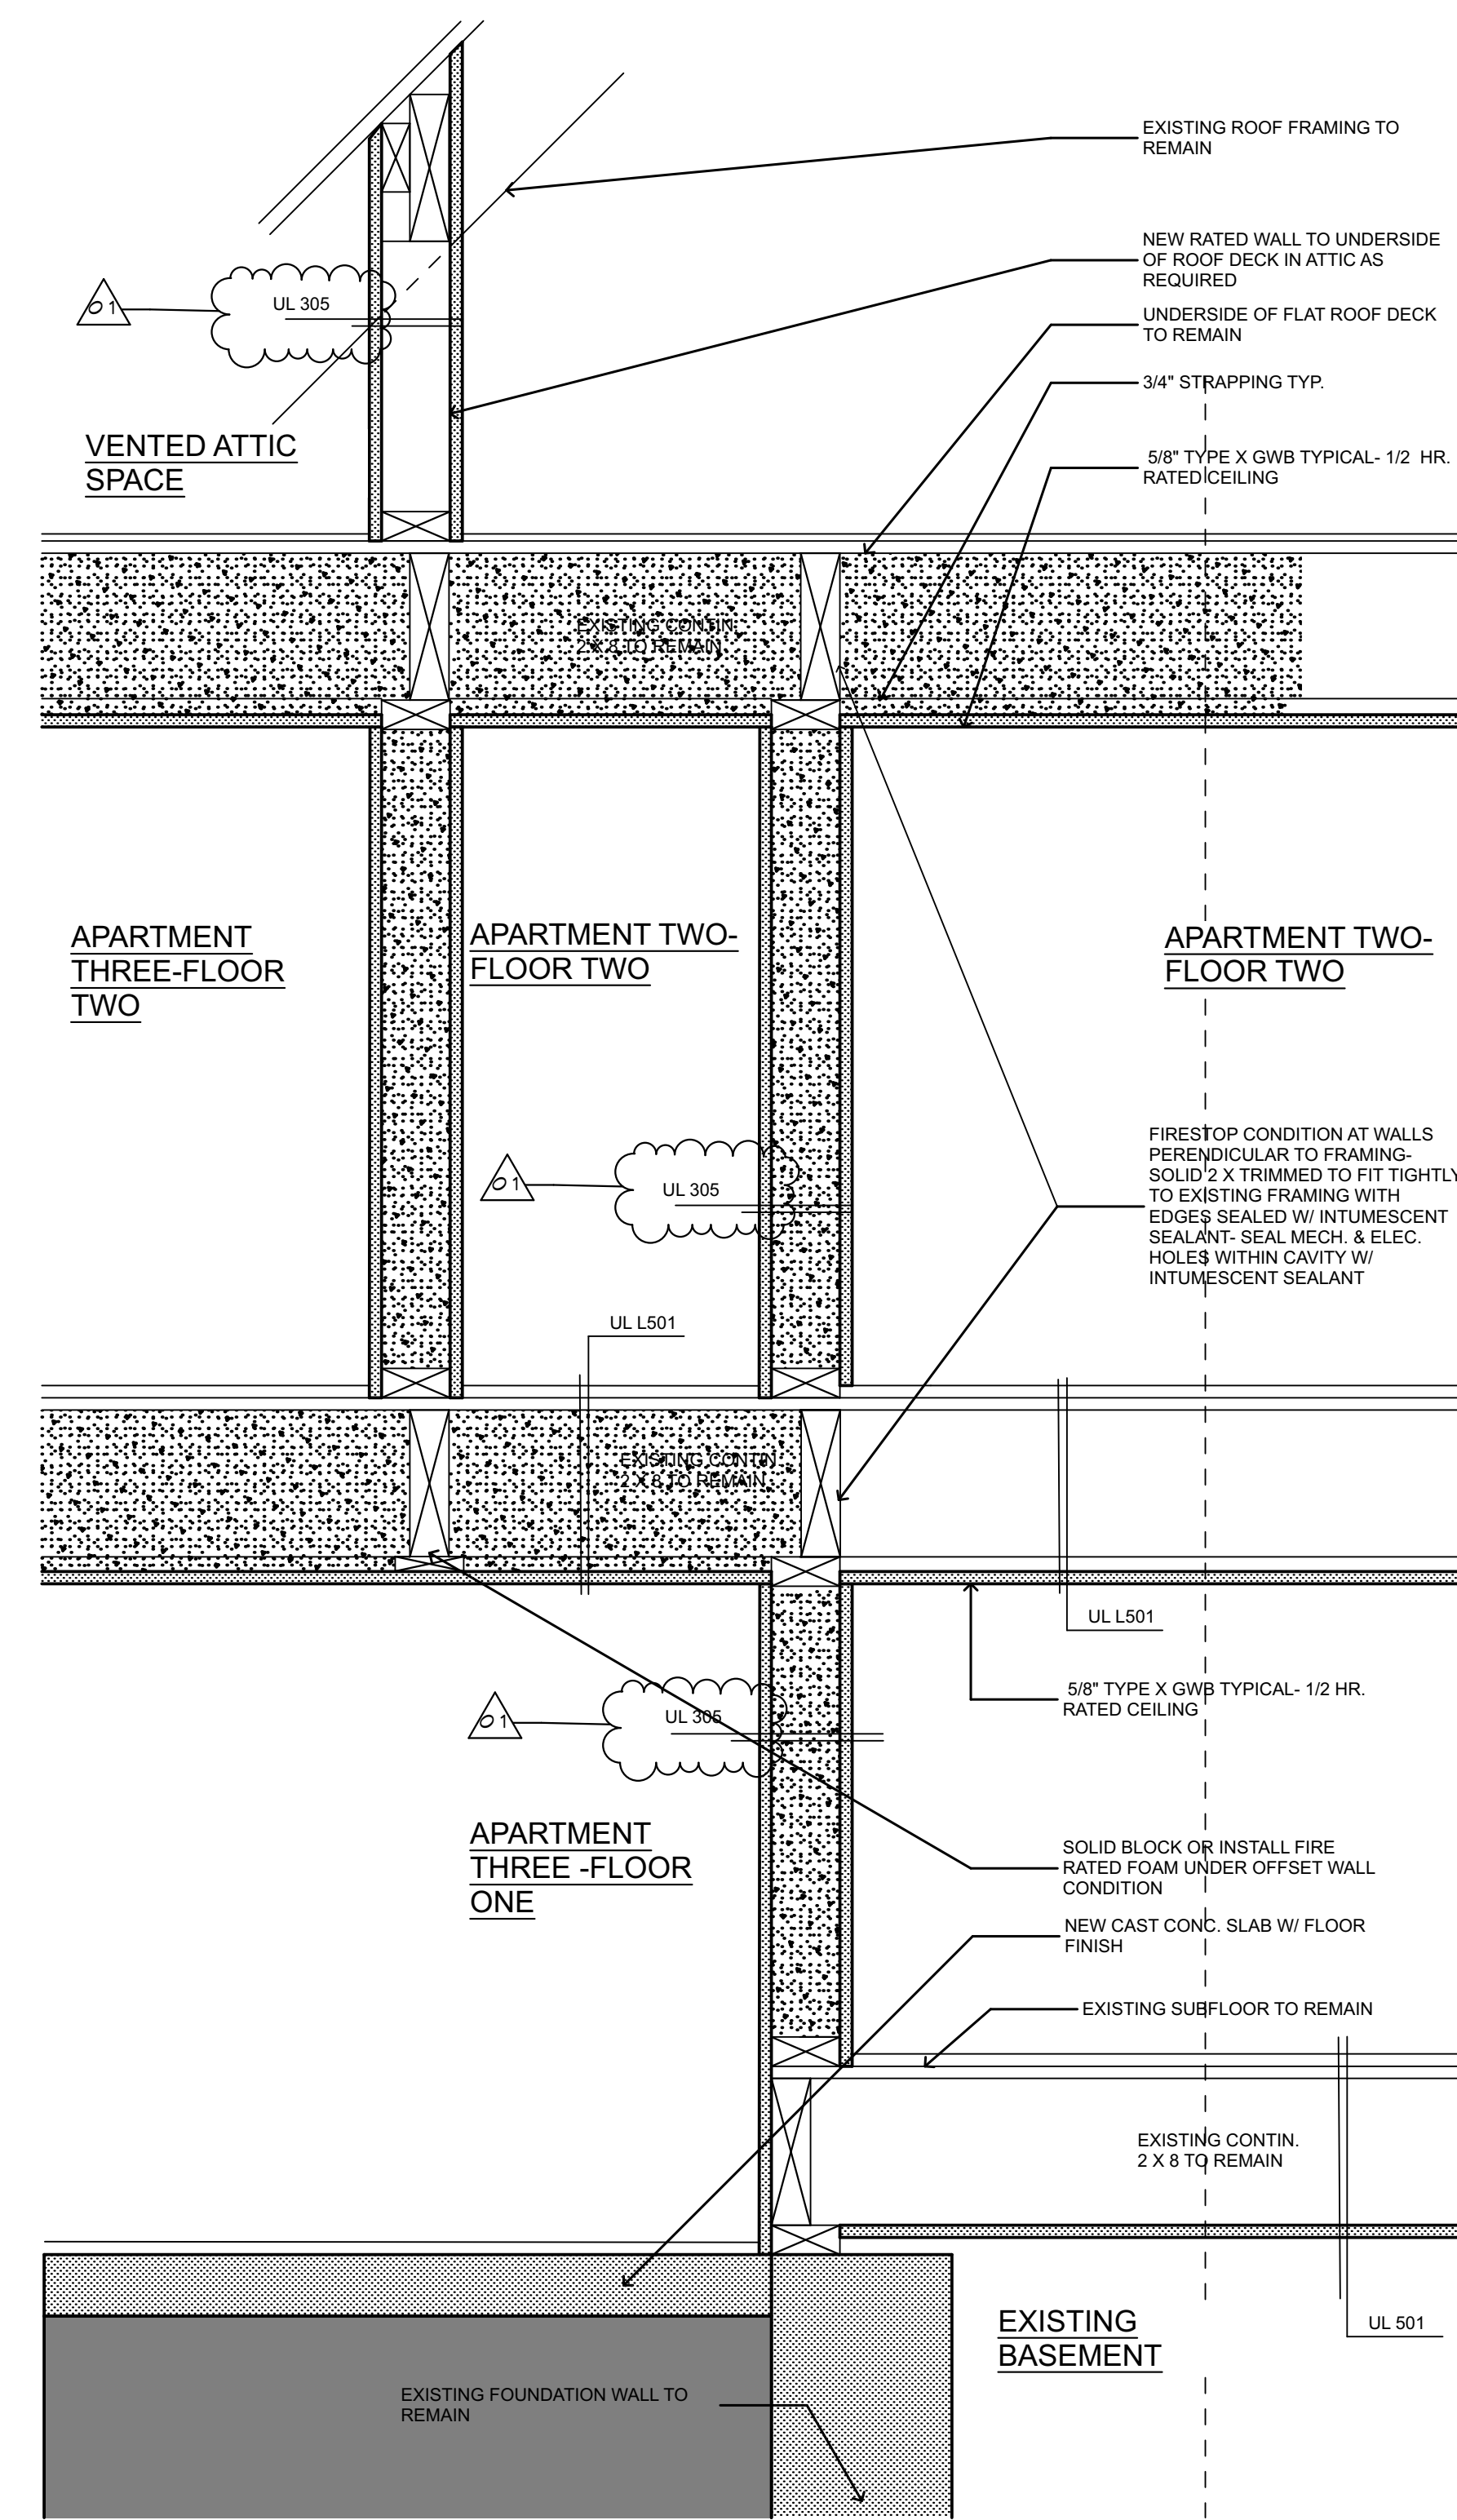 EXISTING ROOF FRAMING TO
REMAIN
NEW RATED WALL TO UNDERSIDE
OF ROOF DECK IN ATTIC AS
REQUIRED
01
UL 305
UNDERSIDE OF FLAT ROOF DECK
TO REMAIN
3/4" STRAPPING TYP.
VENTED ATTIC
SPACE
5/8" TYPE X GWB TYPICAL- 1/2 HR.
RATED CEILING
EXISTING CONTIN.
2 X 8 TO REMAIN
APARTMENT
THREE-FLOOR
TWO
APARTMENT TWO-
FLOOR TWO
APARTMENT TWO-
FLOOR TWO
FIRESTOP CONDITION AT WALLS
PERENDICULAR TO FRAMING-
SOLID 2 X TRIMMED TO FIT TIGHTLY
TO EXISTING FRAMING WITH
EDGES SEALED W/ INTUMESCENT
SEALANT- SEAL MECH. & ELEC.
HOLES WITHIN CAVITY W/
INTUMESCENT SEALANT
01
UL 305
UL L501
EXISTING CONTIN.
2 X 8 TO REMAIN
UL L501
5/8" TYPE X GWB TYPICAL- 1/2 HR.
RATED CEILING
01
UL 305
APARTMENT
THREE -FLOOR
ONE
SOLID BLOCK OR INSTALL FIRE
RATED FOAM UNDER OFFSET WALL
CONDITION
NEW CAST CONC. SLAB W/ FLOOR
FINISH
EXISTING SUBFLOOR TO REMAIN
EXISTING CONTIN.
2 X 8 TO REMAIN
EXISTING
BASEMENT
UL 501
EXISTING FOUNDATION WALL TO
REMAIN